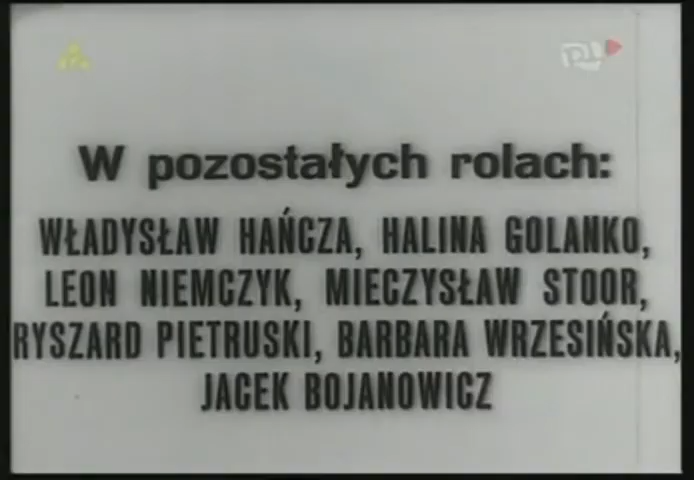 W pozostałych rolach:
WŁADYSŁAW HAŃCZA, HALINA GOLANKO,
LEON NIEMCZYK, MIECZYSŁAW STOOR,
RYSZARD PIETRUSKI, BARBARA WRZESIŃSKA,
JACEK BOJANOWICZ